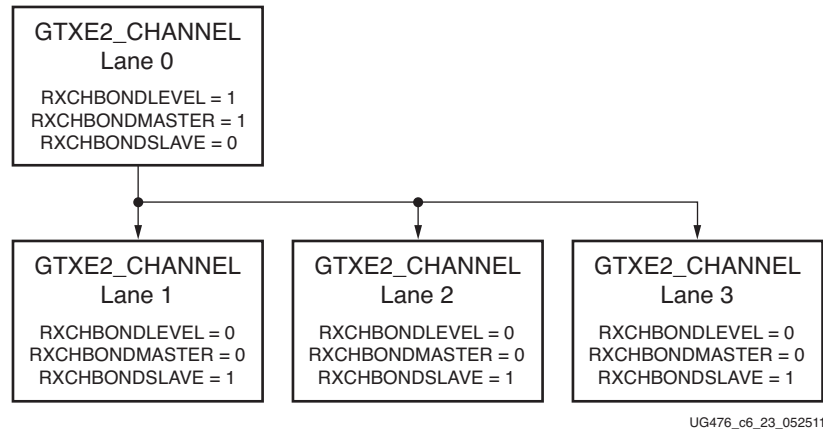 GTXE2_CHANNEL
Lane 0
RXCHBONDLEVEL = 1
RXCHBONDMASTER = 1
RXCHBONDSLAVE = 0
GTXE2_CHANNEL
Lane 1
RXCHBONDLEVEL = 0
RXCHBONDMASTER = 0
RXCHBONDSLAVE = 1
GTXE2_CHANNEL
Lane 2
RXCHBONDLEVEL = 0
RXCHBONDMASTER = 0
RXCHBONDSLAVE = 1
GTXE2_CHANNEL
Lane 3
RXCHBONDLEVEL = 0
RXCHBONDMASTER = 0
RXCHBONDSLAVE = 1
UG476_c6_23_052511